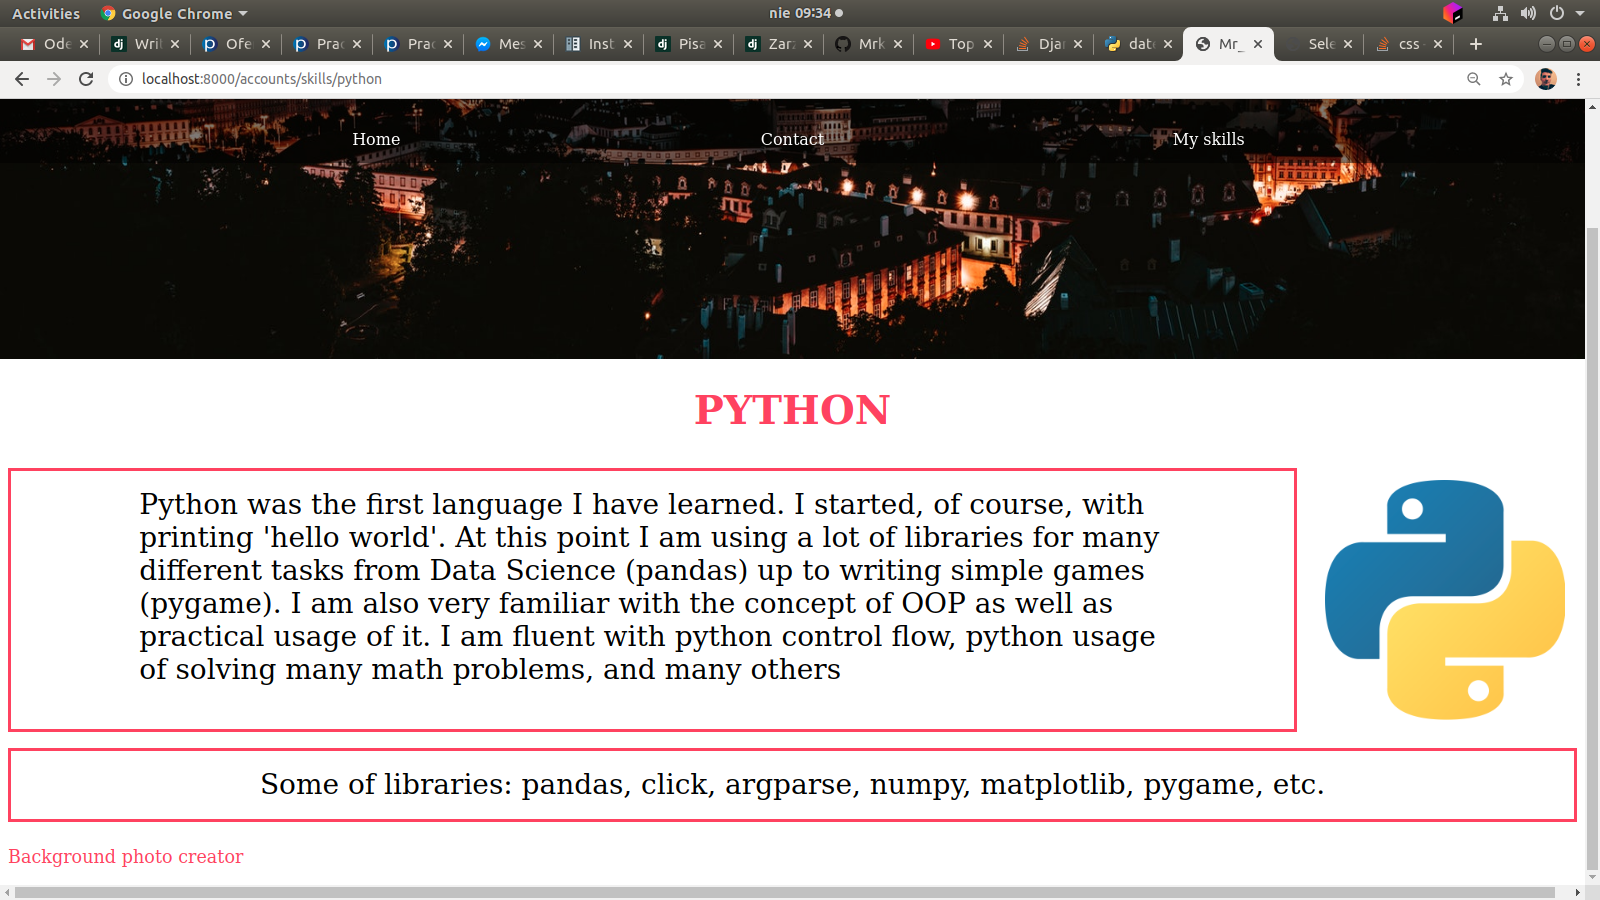 Activities Google Chrome nie 09:34
Ode Wri Ofe Prac Prac Mes Inst Pisa Zarz Mrk Top Djan date Mr_ Sele css
localhost:8000/accounts/skills/python
Home Contact My skills
PYTHON
Python was the first language I have learned. I started, of course, with
printing 'hello world'. At this point I am using a lot of libraries for many
different tasks from Data Science (pandas) up to writing simple games
(pygame). I am also very familiar with the concept of OOP as well as
practical usage of it. I am fluent with python control flow, python usage
of solving many math problems, and many others
Some of libraries: pandas, click, argparse, numpy, matplotlib, pygame, etc.
Background photo creator